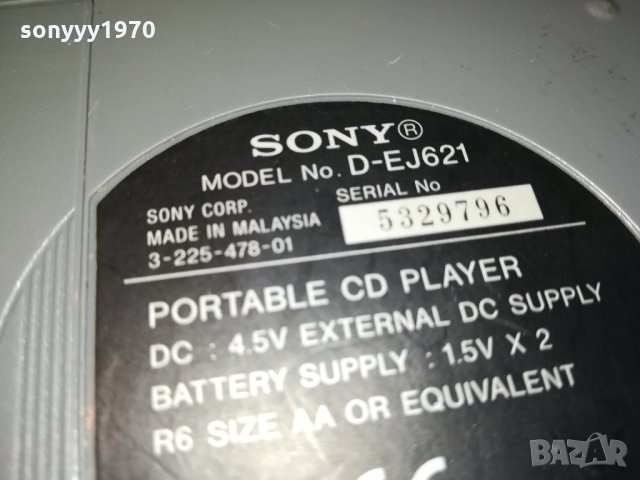 sonyyy1970
SONY®
MODEL No. D-EJ621
SONY CORP.
MADE IN MALAYSIA
3-225-478-01
SERIAL No
5329796
PORTABLE CD PLAYER
DC : 4.5V EXTERNAL DC SUPPLY
BATTERY SUPPLY : 1.5V X 2
R6 SIZE AA OR EQUIVALENT
BAZAR